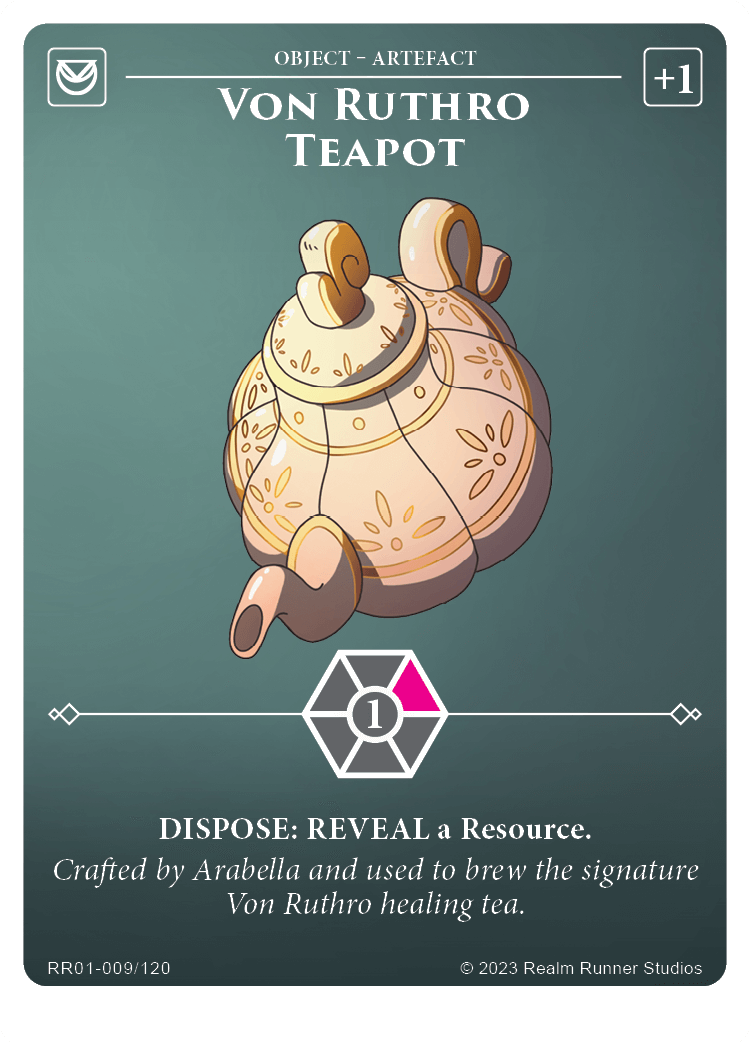 OBJECT – ARTEFACT
+1
VON RUTHRO
TEAPOT
1
DISPOSE: REVEAL a Resource.
Crafted by Arabella and used to brew the signature
Von Ruthro healing tea.
RR01-009/120
© 2023 Realm Runner Studios